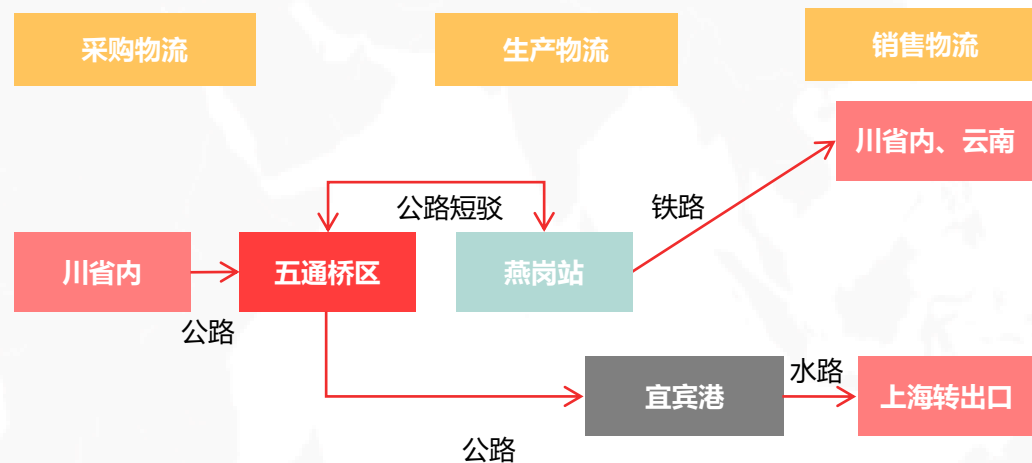 采购物流
生产物流
销售物流
川省内、云南
公路短驳
铁路
川省内
五通桥区
燕岗站
公路
水路
宜宾港
上海转出口
公路